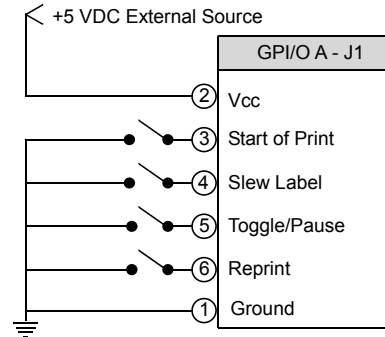 +5 VDC External Source
GPI/O A - J1
2 Vcc
3 Start of Print
4 Slew Label
5 Toggle/Pause
6 Reprint
1 Ground